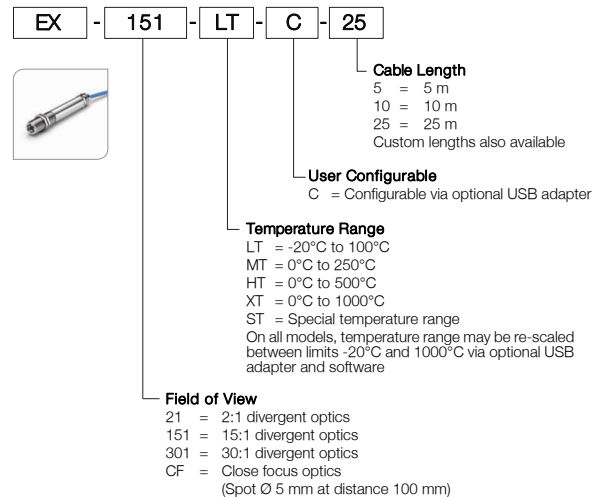 EX - 151 - LT - C - 25
Cable Length
5 = 5 m
10 = 10 m
25 = 25 m
Custom lengths also available
User Configurable
C = Configurable via optional USB adapter
Temperature Range
LT = -20°C to 100°C
MT = 0°C to 250°C
HT = 0°C to 500°C
XT = 0°C to 1000°C
ST = Special temperature range
On all models, temperature range may be re-scaled
between limits -20°C and 1000°C via optional USB
adapter and software
Field of View
21 = 2:1 divergent optics
151 = 15:1 divergent optics
301 = 30:1 divergent optics
CF = Close focus optics
(Spot Ø 5 mm at distance 100 mm)